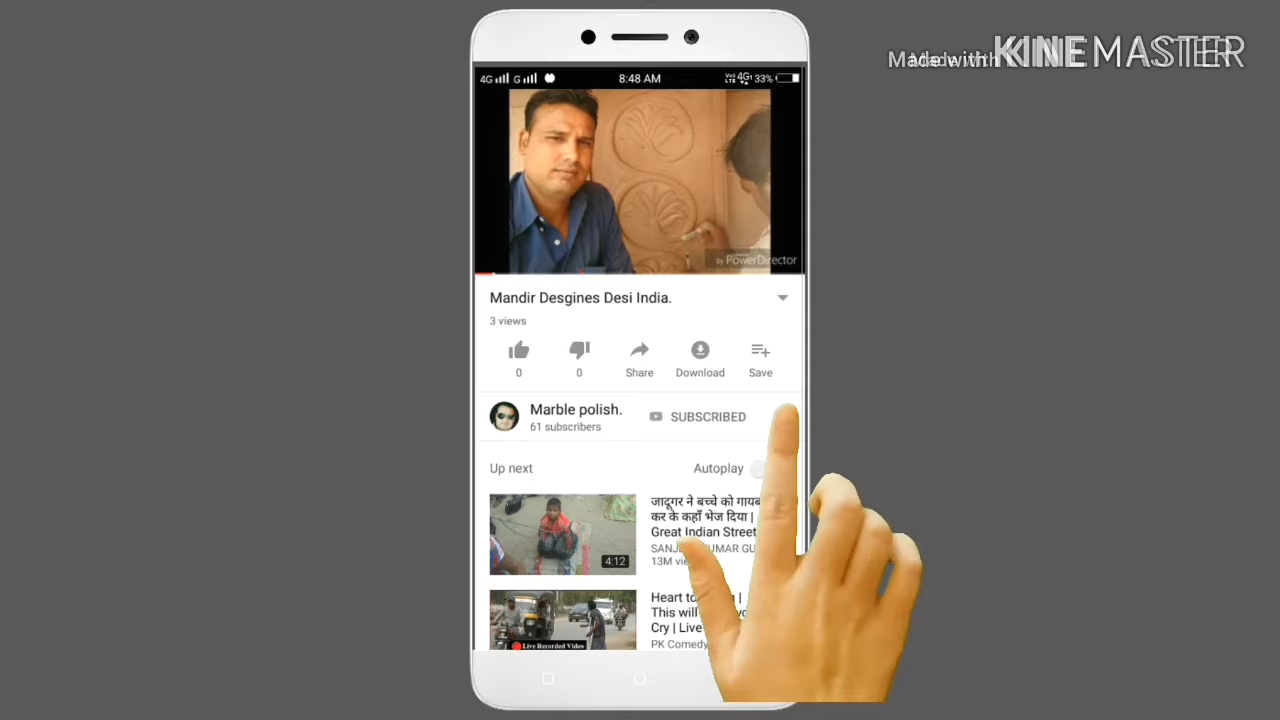 Made with KINEMASTER
4G G 8:48 AM VoLTE 4G 33%
by PowerDirector
Mandir Desgines Desi India.
3 views
0 0 Share Download Save
Marble polish.
61 subscribers
SUBSCRIBED
Up next Autoplay
4:12
जादूगर ने बच्चे को गायब
कर के कहाँ भेज दिया |
Great Indian Street
KUMAR
13M
Live Recorded Video
Heart
This will
Cry | Live
PK Comedy